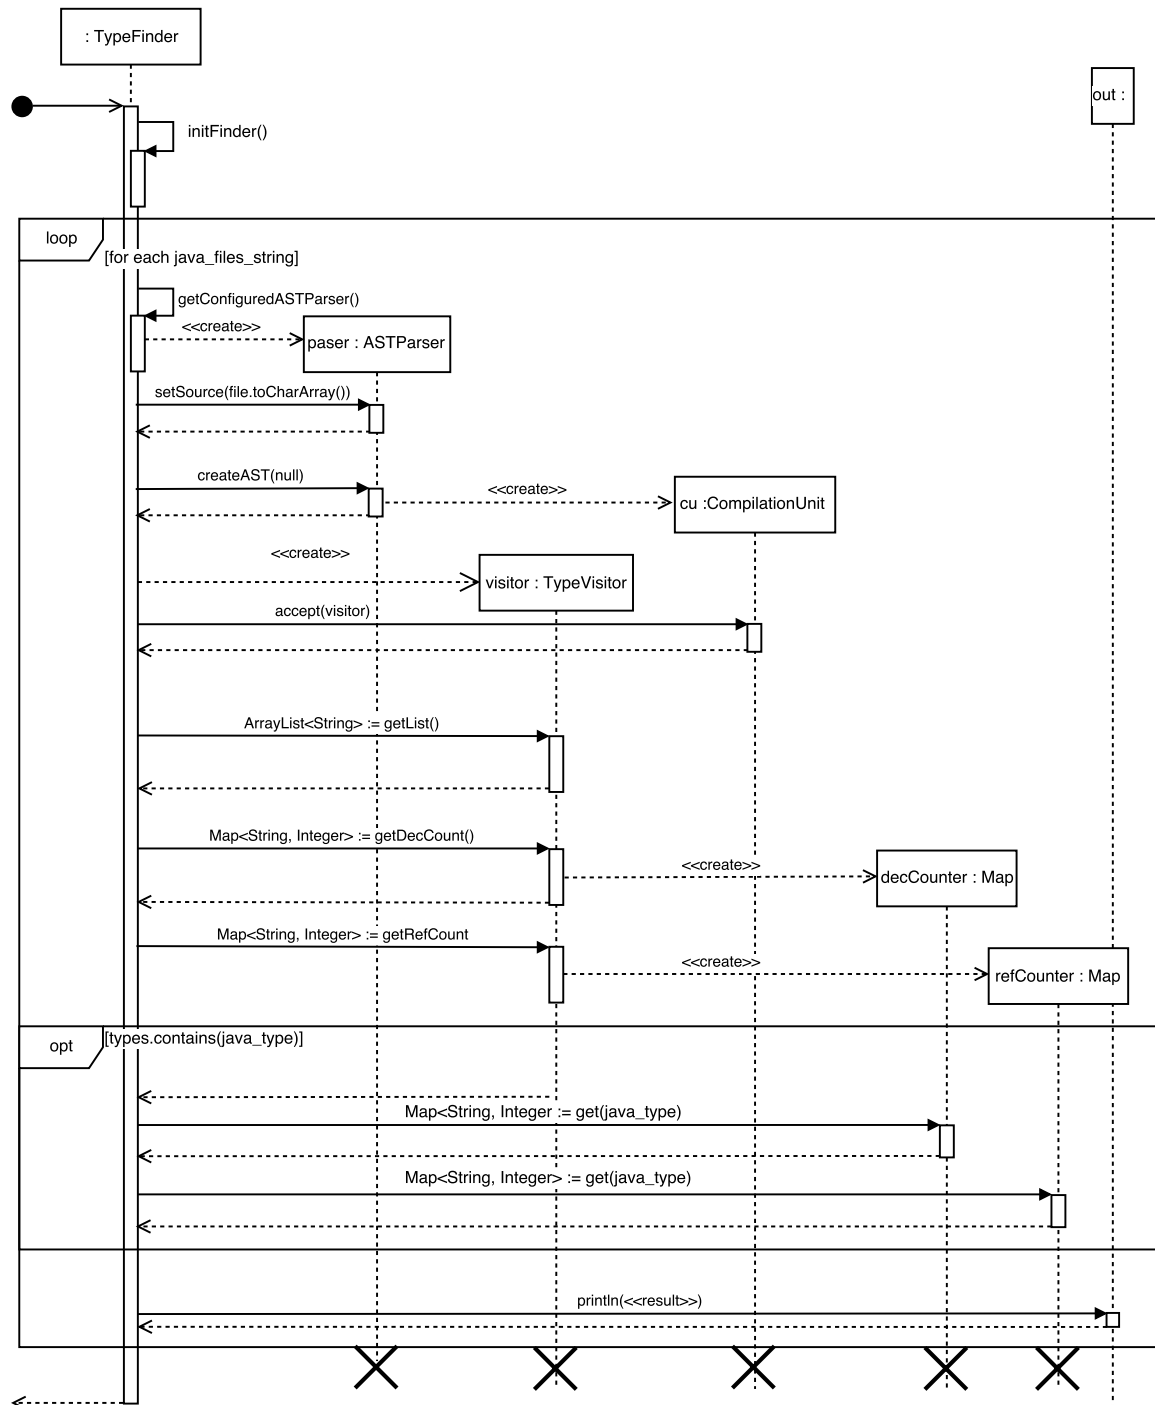 : TypeFinder
out :
initFinder()
loop
[for each java_files_string]
getConfiguredASTParser()
<<create>>
paser : ASTParser
setSource(file.toCharArray())
createAST(null)
<<create>>
cu :CompilationUnit
<<create>>
visitor : TypeVisitor
accept(visitor)
ArrayList<String> := getList()
Map<String, Integer> := getDecCount()
<<create>>
decCounter : Map
Map<String, Integer> := getRefCount
<<create>>
refCounter : Map
opt
[types.contains(java_type)]
Map<String, Integer := get(java_type)
Map<String, Integer> := get(java_type)
println(<<result>>)